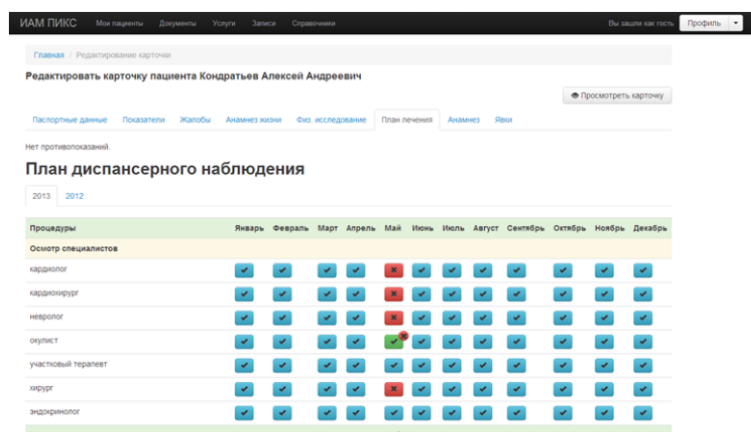 ИАМ ПИКС Мои пациенты Документы Услуги Записи Справочники Вы зашли как гость Профиль
Главная / Редактирование карточки
Редактировать карточку пациента Кондратьев Алексей Андреевич
Просмотреть карточку
Паспортные данные Показатели Жалобы Анамнез жизни Физ. исследование План лечения Анамнез Явки
Нет противопоказаний.
План диспансерного наблюдения
2013 2012
Процедуры Январь Февраль Март Апрель Май Июнь Июль Август Сентябрь Октябрь Ноябрь Декабрь
Осмотр специалистов
кардиолог
кардиохирург
невролог
окулист
участковый терапевт
хирург
эндокринолог